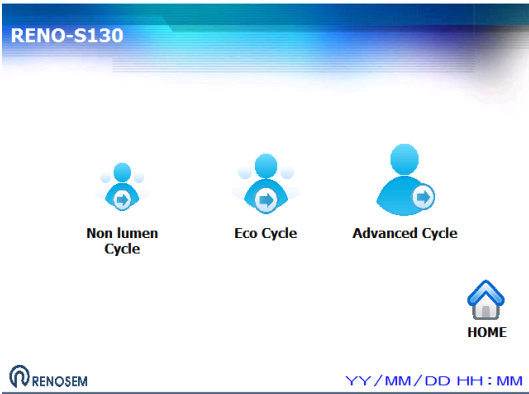 RENO-S130
Non lumen
Cycle
Eco Cycle
Advanced Cycle
HOME
RENOSEM
YY/MM/DD HH:MM